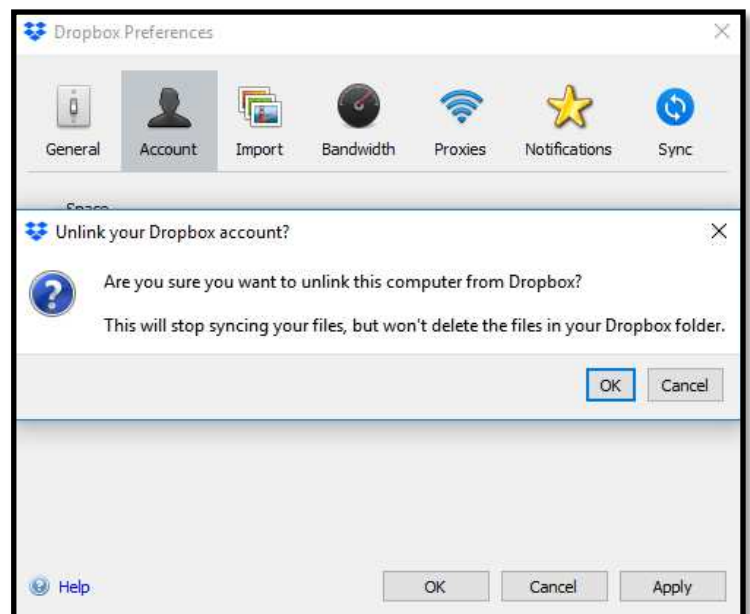 Dropbox Preferences
General Account Import Bandwidth Proxies Notifications Sync
Space
Unlink your Dropbox account?
Are you sure you want to unlink this computer from Dropbox?
This will stop syncing your files, but won't delete the files in your Dropbox folder.
OK Cancel
Help OK Cancel Apply